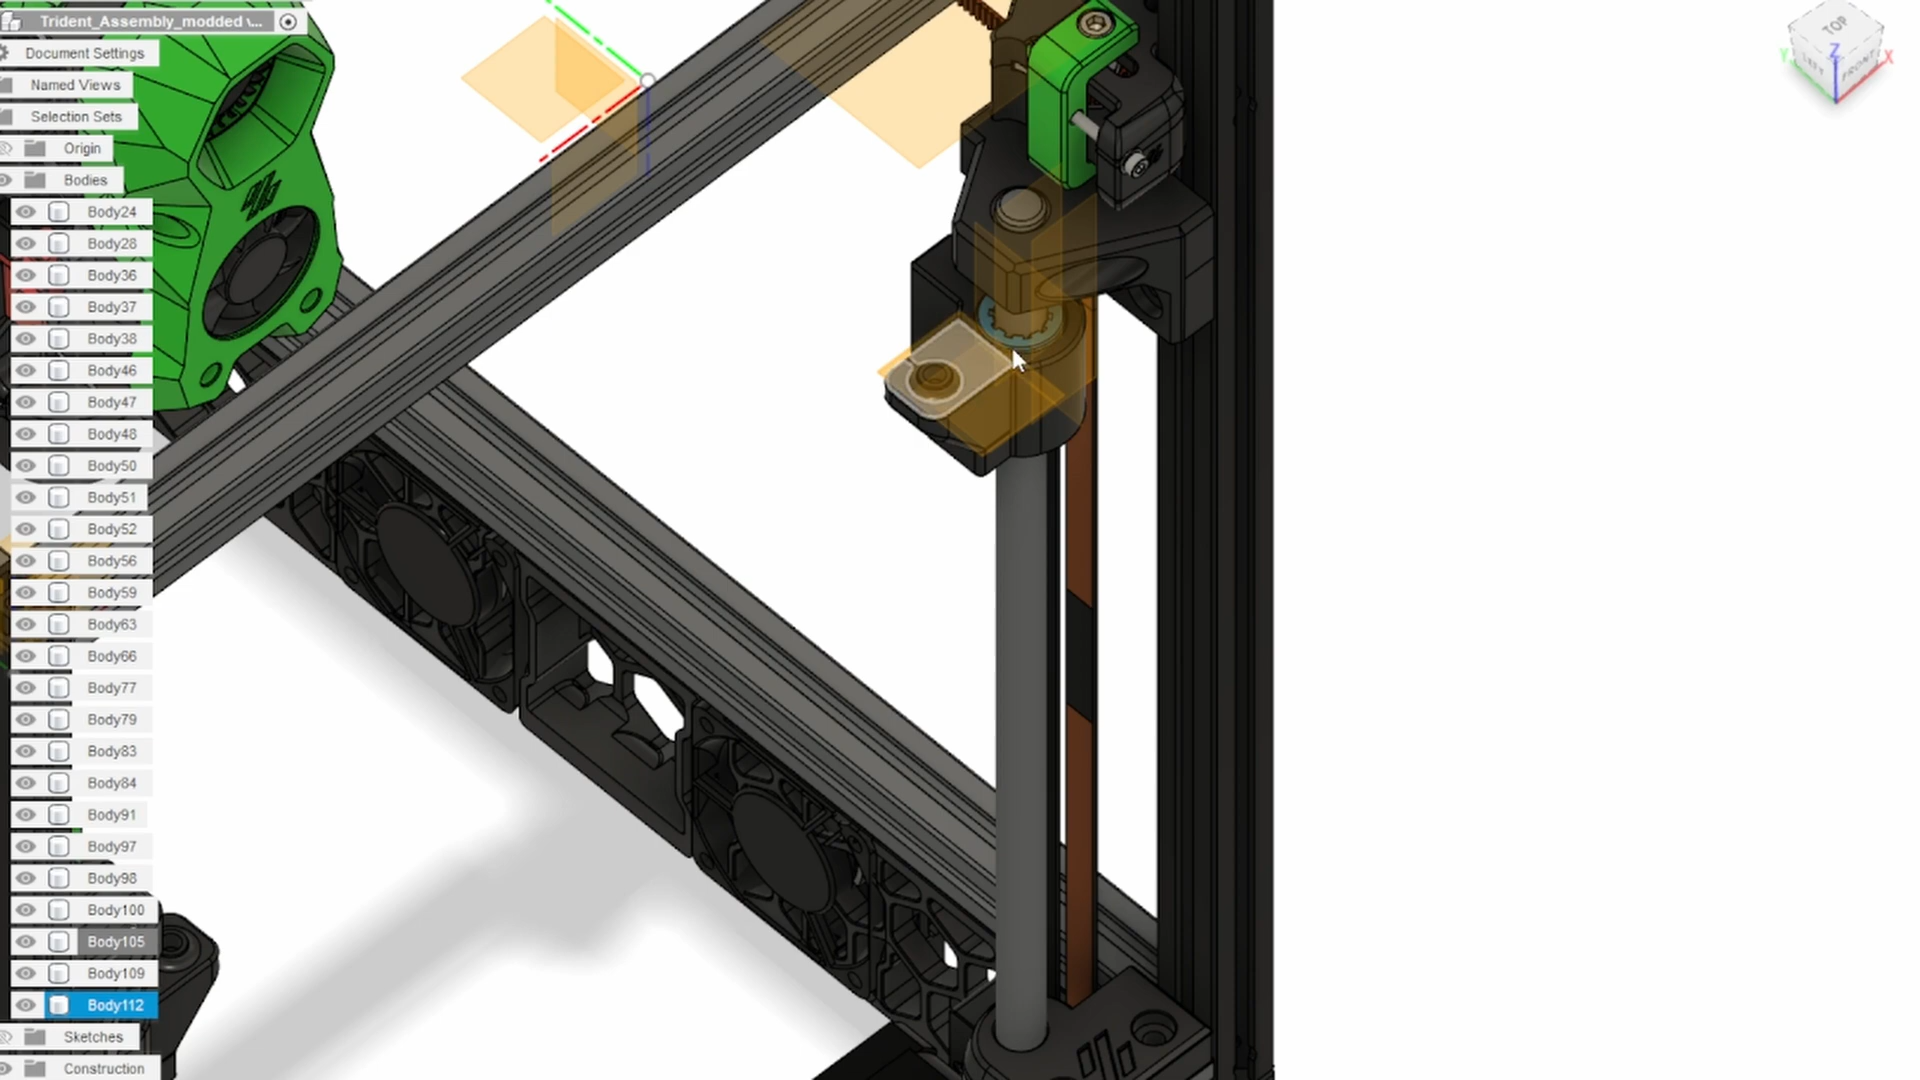 Trident_Assembly_modded v...
Document Settings
Named Views
Selection Sets
Origin
Bodies
Body24
Body28
Body36
Body37
Body38
Body46
Body47
Body48
Body50
Body51
Body52
Body56
Body59
Body63
Body66
Body77
Body79
Body83
Body84
Body91
Body97
Body98
Body100
Body105
Body109
Body112
Sketches
Construction
TOP
Z
Y
X
LEFT
FRONT